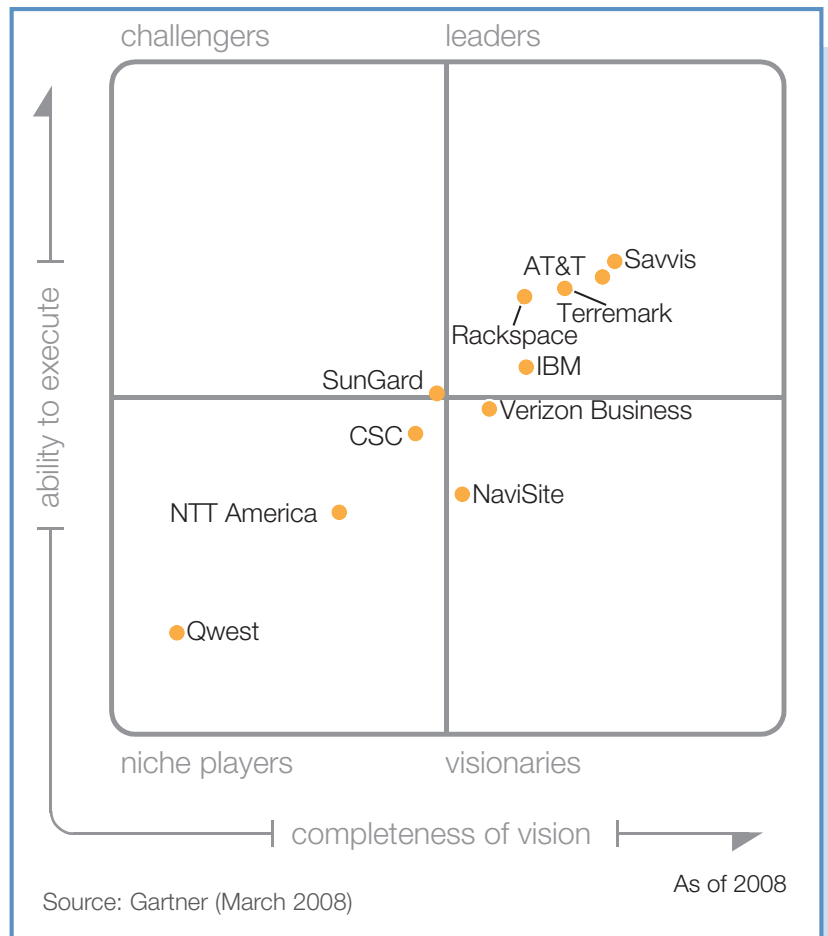 challengers
leaders
ability to execute
Savvis
AT&T
Terremark
Rackspace
IBM
SunGard
Verizon Business
CSC
NaviSite
NTT America
Qwest
niche players
visionaries
completeness of vision
As of 2008
Source: Gartner (March 2008)